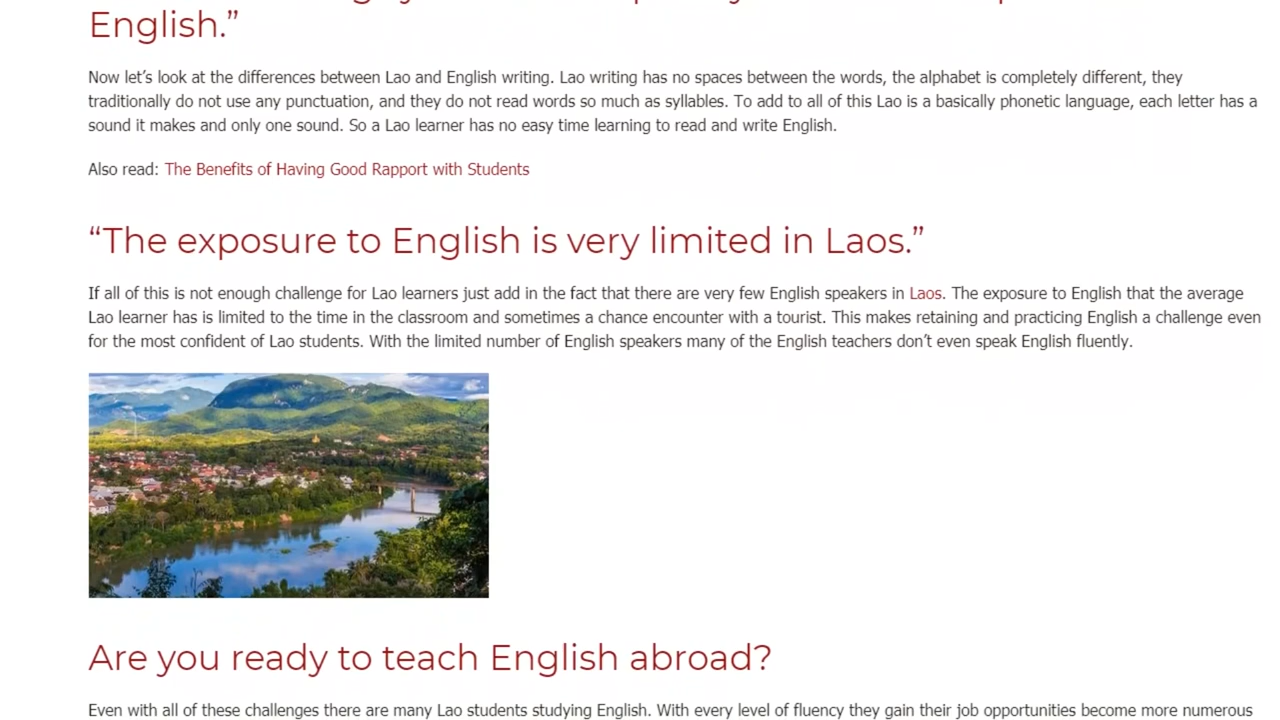 English.”
Now let’s look at the differences between Lao and English writing. Lao writing has no spaces between the words, the alphabet is completely different, they
traditionally do not use any punctuation, and they do not read words so much as syllables. To add to all of this Lao is a basically phonetic language, each letter has a
sound it makes and only one sound. So a Lao learner has no easy time learning to read and write English.
Also read: The Benefits of Having Good Rapport with Students
“The exposure to English is very limited in Laos.”
If all of this is not enough challenge for Lao learners just add in the fact that there are very few English speakers in Laos. The exposure to English that the average
Lao learner has is limited to the time in the classroom and sometimes a chance encounter with a tourist. This makes retaining and practicing English a challenge even
for the most confident of Lao students. With the limited number of English speakers many of the English teachers don’t even speak English fluently.
Are you ready to teach English abroad?
Even with all of these challenges there are many Lao students studying English. With every level of fluency they gain their job opportunities become more numerous